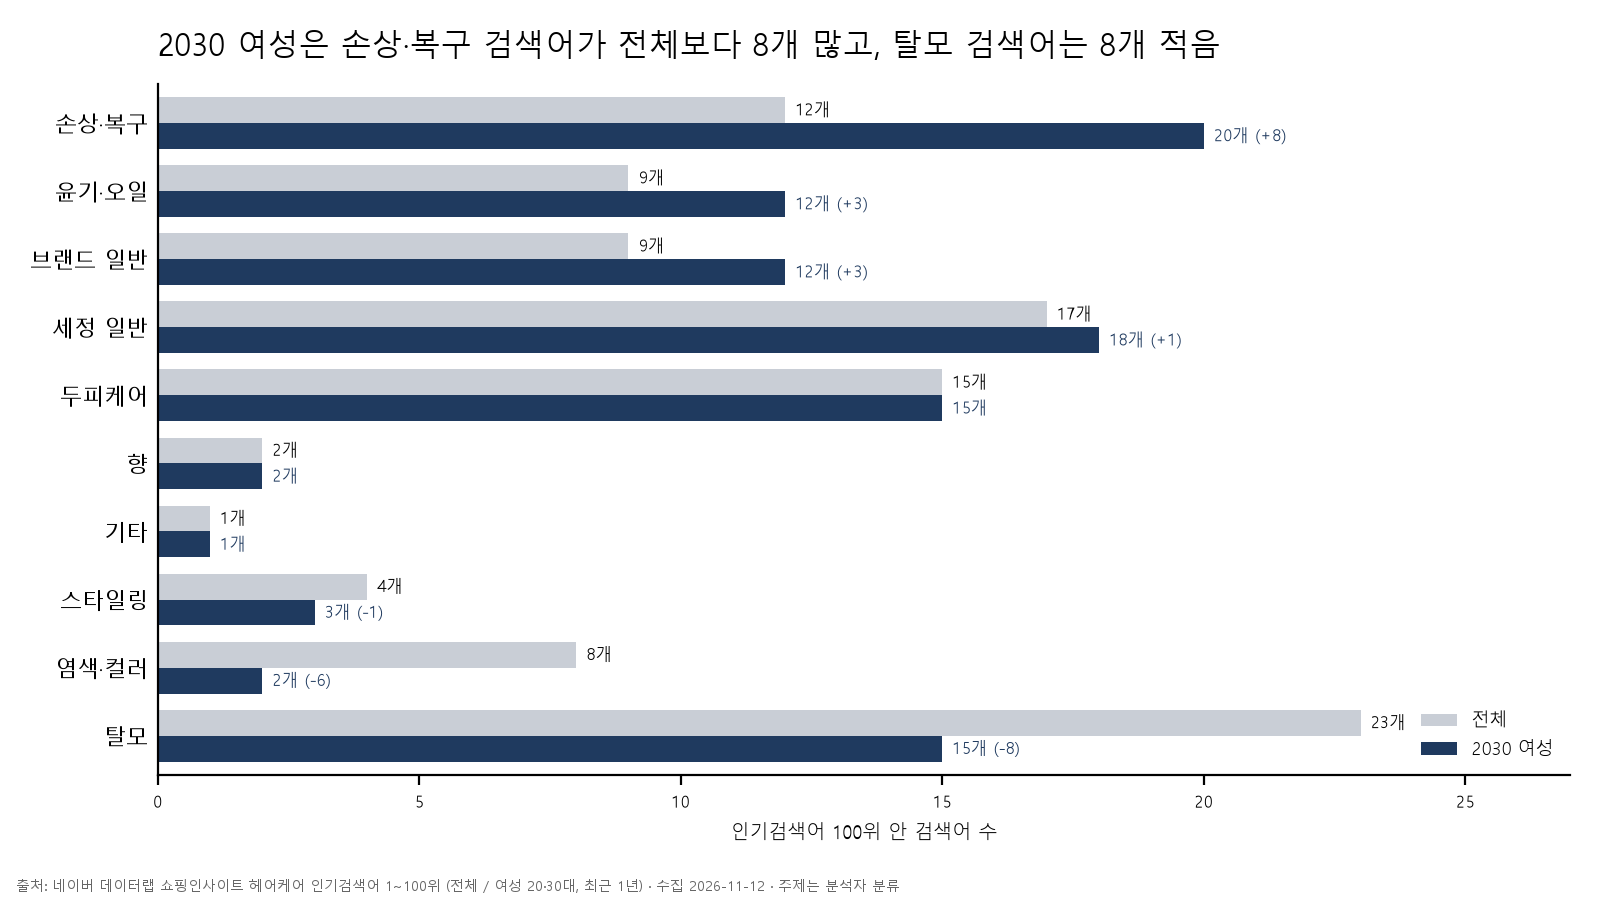 2030 여성은 손상·복구 검색어가 전체보다 8개 많고, 탈모 검색어는 8개 적음
손상·복구
12개
20개 (+8)
윤기·오일
9개
12개 (+3)
브랜드 일반
9개
12개 (+3)
세정 일반
17개
18개 (+1)
두피케어
15개
15개
향
2개
2개
기타
1개
1개
스타일링
4개
3개 (-1)
염색·컬러
8개
2개 (-6)
탈모
23개
15개 (-8)
전체
2030 여성
0 5 10 15 20 25
인기검색어 100위 안 검색어 수
출처: 네이버 데이터랩 쇼핑인사이트 헤어케어 인기검색어 1~100위 (전체 / 여성 20·30대, 최근 1년) · 수집 2026-11-12 · 주제는 분석자 분류